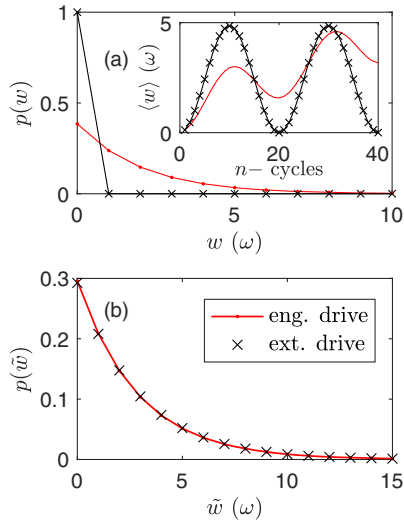 1
0.5
0
p(w)
(a)
5
0
⟨w⟩ (ω)
0 20 40
n− cycles
0 5 10
w (ω)
0.3
0.2
0.1
0
p(w̃)
(b)
eng. drive
ext. drive
0 5 10 15
w̃ (ω)